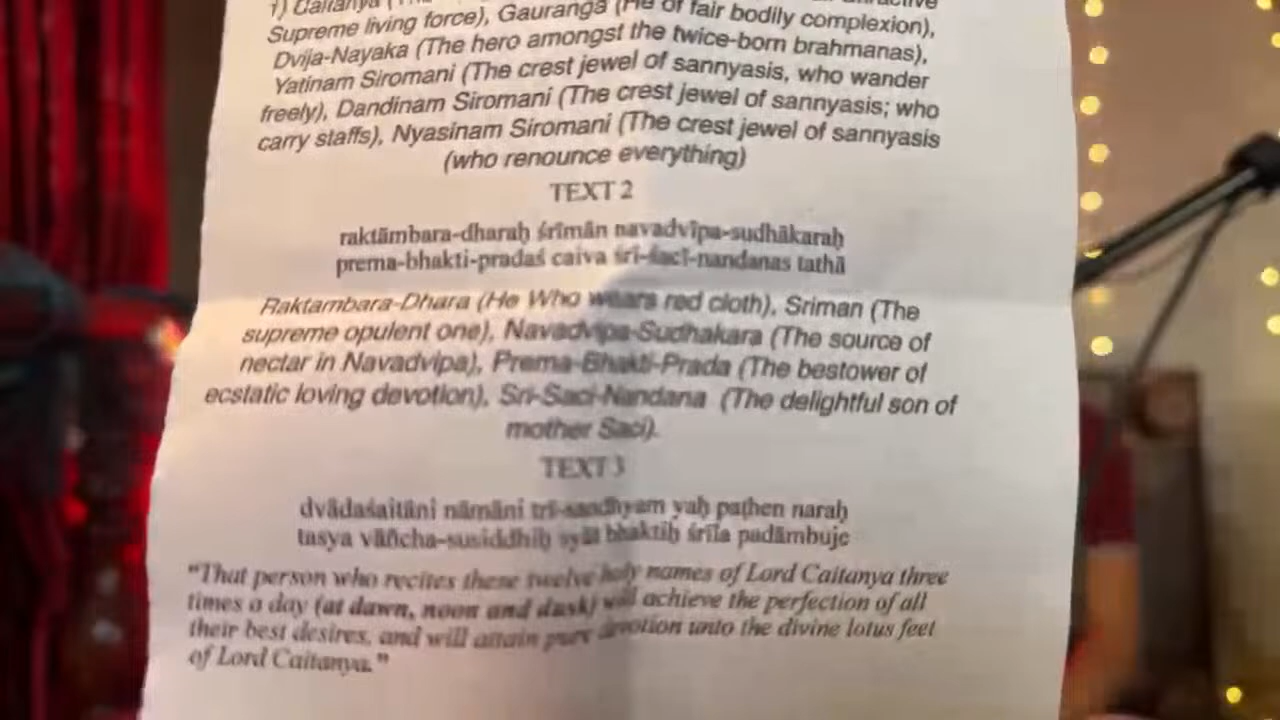 1) Caitanya (The
Supreme living force), Gauranga (He of fair bodily complexion),
Dvija-Nayaka (The hero amongst the twice-born brahmanas),
Yatinam Siromani (The crest jewel of sannyasis, who wander
freely), Dandinam Siromani (The crest jewel of sannyasis; who
carry staffs), Nyasinam Siromani (The crest jewel of sannyasis
(who renounce everything)
TEXT 2
raktāmbara-dharaḥ śrīmān navadvīpa-sudhākaraḥ
prema-bhakti-pradaś caiva śrī-śacī-nandanas tathā
Raktambara-Dhara (He Who wears red cloth), Sriman (The
supreme opulent one), Navadvipa-Sudhakara (The source of
nectar in Navadvipa), Prema-Bhakti-Prada (The bestower of
ecstatic loving devotion), Sri-Saci-Nandana (The delightful son of
mother Saci).
TEXT 3
dvādaśaitāni nāmāni tri-sandhyam yaḥ paṭhen naraḥ
tasya vāñcha-susiddhiḥ syāt bhaktiḥ śrīla padāmbuje
"That person who recites these twelve holy names of Lord Caitanya three
times a day (at dawn, noon and dusk) will achieve the perfection of all
their best desires, and will attain pure devotion unto the divine lotus feet
of Lord Caitanya."